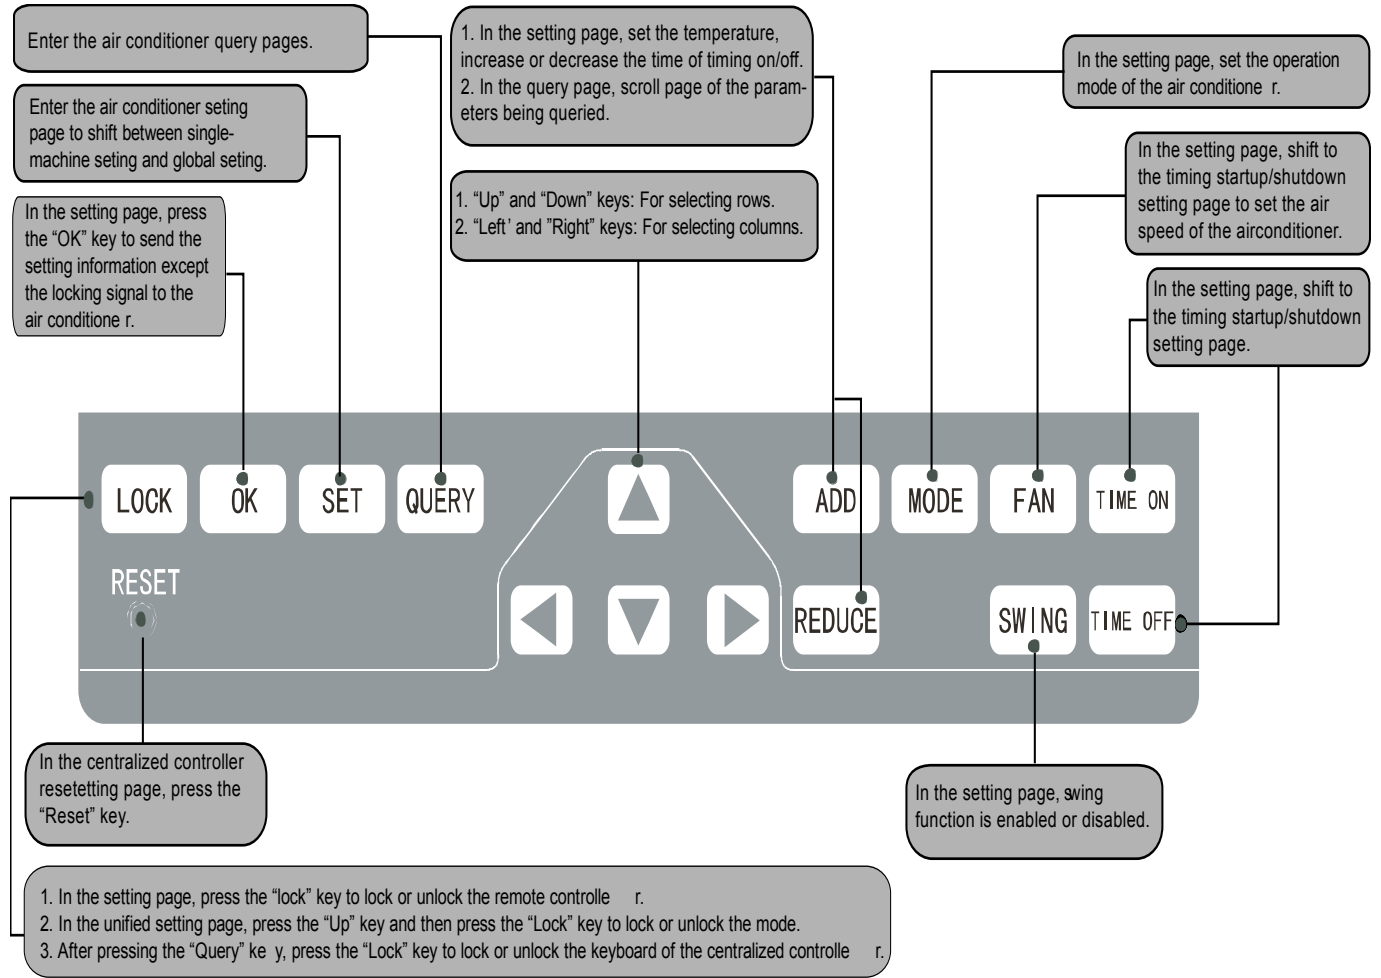 Enter the air conditioner query pages.
Enter the air conditioner seting
page to shift between single-
machine seting and global seting.
In the setting page, press
the “OK” key to send the
setting information except
the locking signal to the
air conditione r.
1. In the setting page, set the temperature,
increase or decrease the time of timing on/off.
2. In the query page, scroll page of the param-
eters being queried.
1. “Up” and “Down” keys: For selecting rows.
2. “Left’ and ”Right” keys: For selecting columns.
In the setting page, set the operation
mode of the air conditione r.
In the setting page, shift to
the timing startup/shutdown
setting page to set the air
speed of the airconditioner.
In the setting page, shift to
the timing startup/shutdown
setting page.
LOCK OK SET QUERY ADD MODE FAN TIME ON
RESET
REDUCE SWING TIME OFF
In the centralized controller
resetetting page, press the
“Reset” key.
In the setting page, swing
function is enabled or disabled.
1. In the setting page, press the “lock” key to lock or unlock the remote controlle r.
2. In the unified setting page, press the “Up” key and then press the “Lock” key to lock or unlock the mode.
3. After pressing the “Query” ke y, press the “Lock” key to lock or unlock the keyboard of the centralized controlle r.